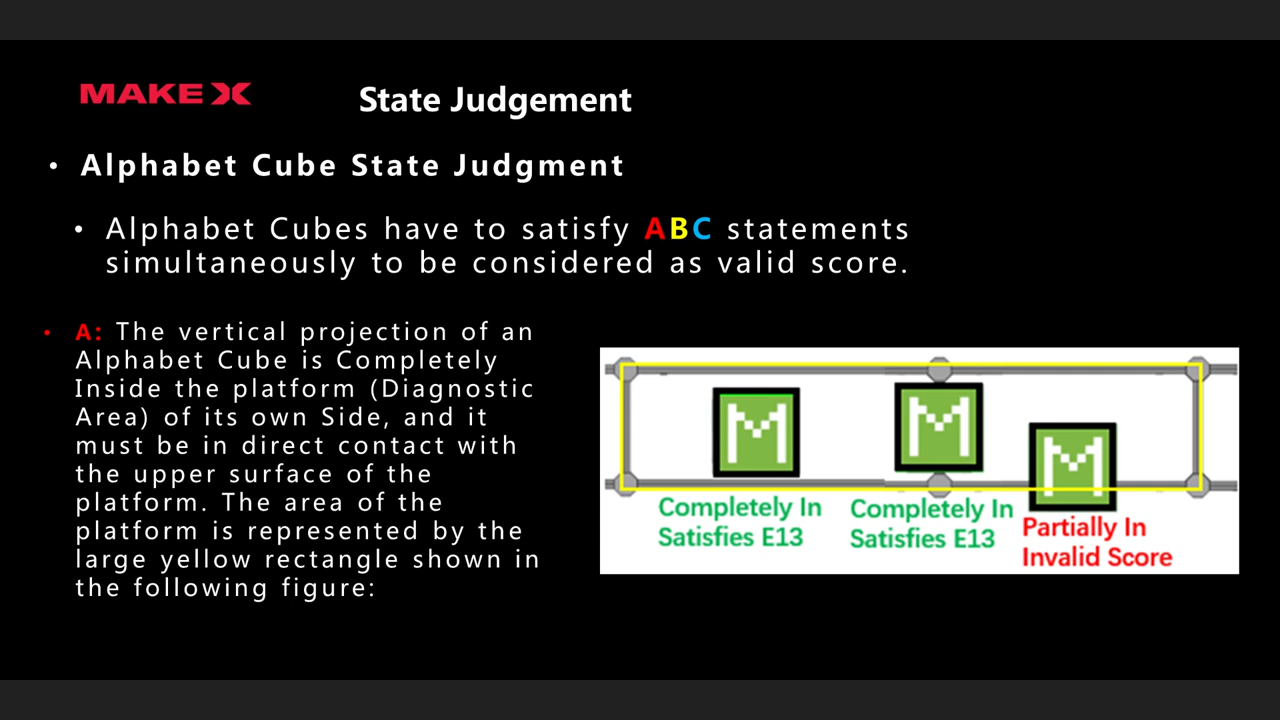 MAKEX
State Judgement
• Alphabet Cube State Judgment
• Alphabet Cubes have to satisfy ABC statements
simultaneously to be considered as valid score.
• A: The vertical projection of an
Alphabet Cube is Completely
Inside the platform (Diagnostic
Area) of its own Side, and it
must be in direct contact with
the upper surface of the
platform. The area of the
platform is represented by the
large yellow rectangle shown in
the following figure:
M
M
M
Completely In
Satisfies E13
Completely In
Satisfies E13
Partially In
Invalid Score